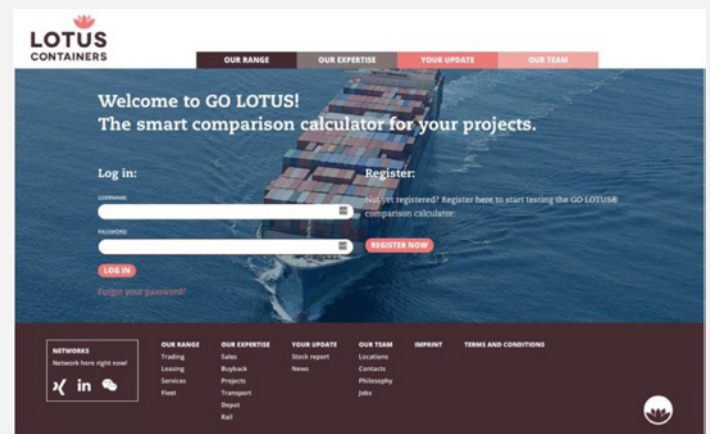 LOTUS
CONTAINERS
OUR RANGE
OUR EXPERTISE
YOUR UPDATE
OUR TEAM
Welcome to GO LOTUS!
The smart comparison calculator for your projects.
Log in:
USERNAME
PASSWORD
LOG IN
Forgot your password?
Register:
Not yet registered? Register here to start testing the GO LOTUS®
comparison calculator:
REGISTER NOW
NETWORKS
Network here right now!
in
OUR RANGE
Trading
Leasing
Services
Fleet
OUR EXPERTISE
Sales
Buyback
Projects
Transport
Depot
Rail
YOUR UPDATE
Stock report
News
OUR TEAM
Locations
Contacts
Philosophy
Jobs
IMPRINT
TERMS AND CONDITIONS